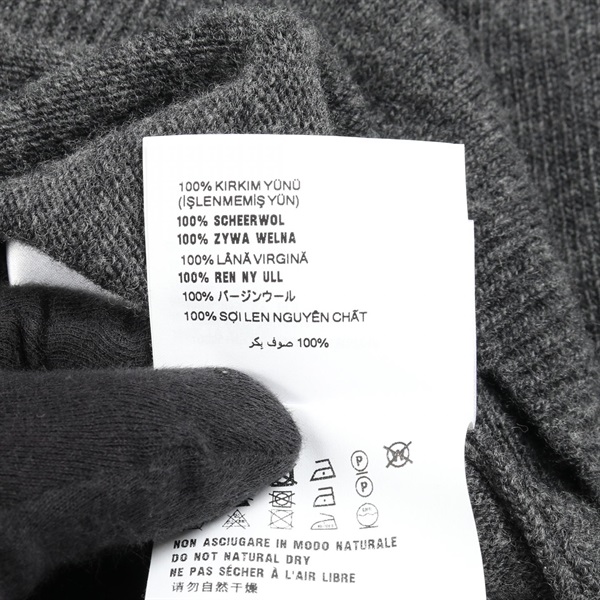 100% KIRKIM YÜNÜ
(İŞLENMEMİŞ YÜN)
100% SCHEERWOL
100% ZYWA WELNA
100% LÂNĂ VIRGINĂ
100% REN NY ULL
100% バージンウール
100% SỢI LEN NGUYÊN CHẤT
100% صوف بكر
P
P
NON ASCIUGARE IN MODO NATURALE
DO NOT NATURAL DRY
NE PAS SÉCHER À L'AIR LIBRE
请勿自然干燥